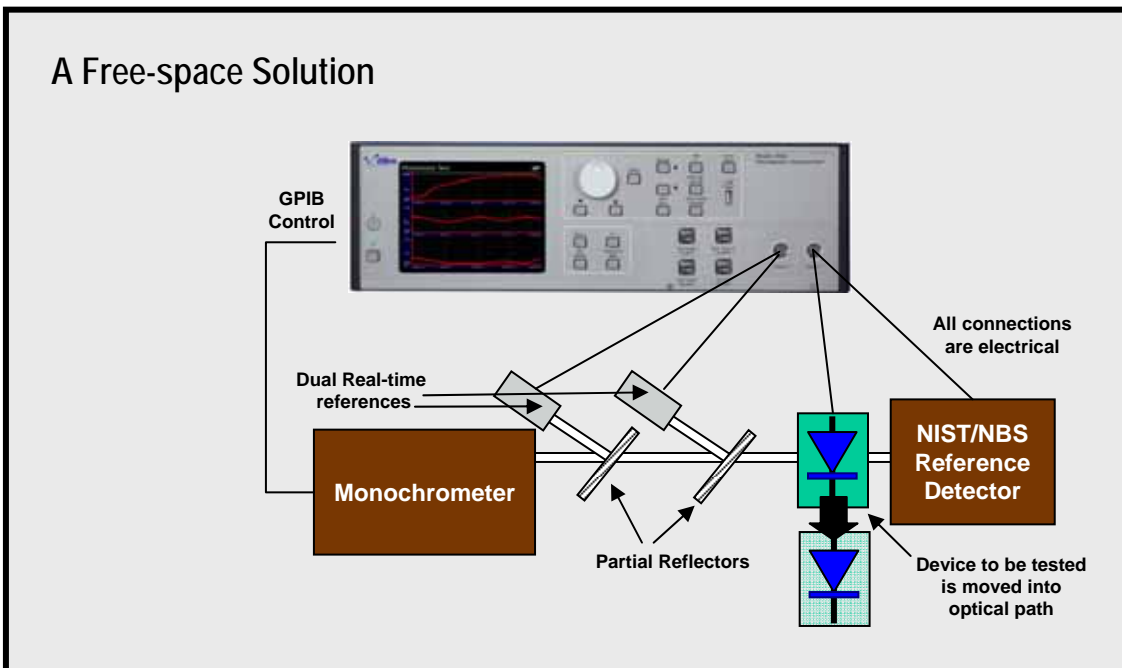 A Free-space Solution
GPIB
Control
All connections
are electrical
Dual Real-time
references
Monochrometer
NIST/NBS
Reference
Detector
Partial Reflectors
Device to be tested
is moved into
optical path